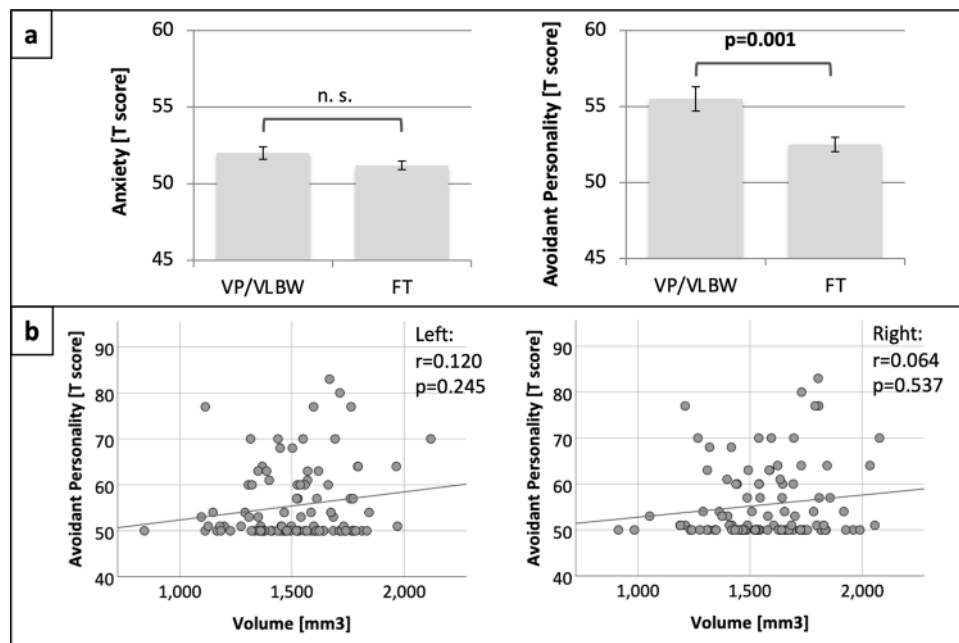 a
60
55
50
45
Anxiety [T score]
n. s.
VP/VLBW
FT
60
55
50
45
Avoidant Personality [T score]
p=0.001
VP/VLBW
FT
b
90
80
70
60
50
40
Avoidant Personality [T score]
Left:
r=0.120
p=0.245
1,000
1,500
2,000
Volume [mm3]
90
80
70
60
50
40
Avoidant Personality [T score]
Right:
r=0.064
p=0.537
1,000
1,500
2,000
Volume [mm3]